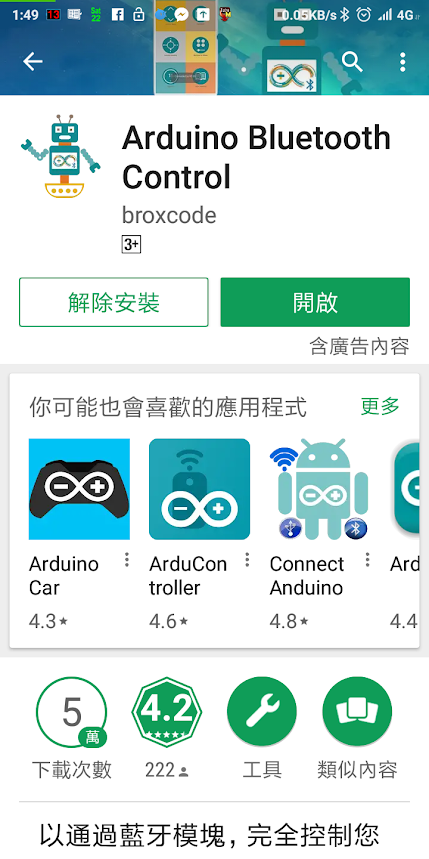 1:49 13 Sat 22 0.05KB/s 4G
Arduino Bluetooth
Control
broxcode
3+
解除安裝
開啟
含廣告內容
你可能也會喜歡的應用程式
更多
Arduino
Car
4.3★
ArduCon
troller
4.6★
Connect
Anduino
4.8★
Ard
4.4
5
萬
下載次數
4.2
222
工具
類似內容
以通過藍牙模塊，完全控制您